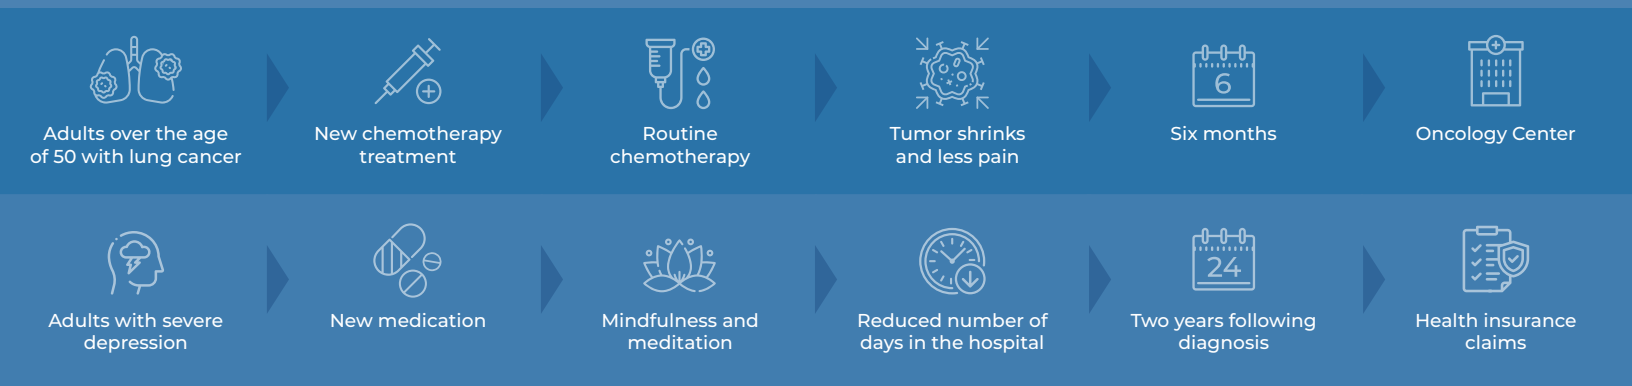 6
Adults over the age
of 50 with lung cancer
New chemotherapy
treatment
Routine
chemotherapy
Tumor shrinks
and less pain
Six months
Oncology Center
24
Adults with severe
depression
New medication
Mindfulness and
meditation
Reduced number of
days in the hospital
Two years following
diagnosis
Health insurance
claims